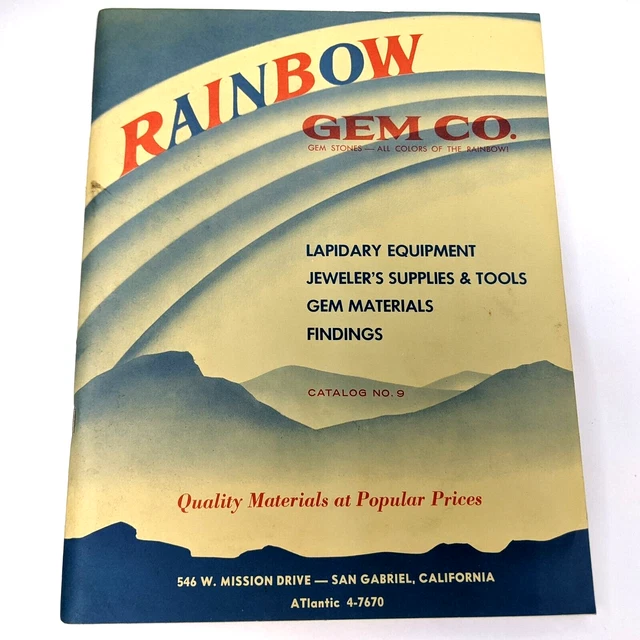 RAINBOW
GEM CO.
GEM STONES — ALL COLORS OF THE RAINBOW!
LAPIDARY EQUIPMENT
JEWELER'S SUPPLIES & TOOLS
GEM MATERIALS
FINDINGS
CATALOG NO. 9
Quality Materials at Popular Prices
546 W. MISSION DRIVE — SAN GABRIEL, CALIFORNIA
ATlantic 4-7670